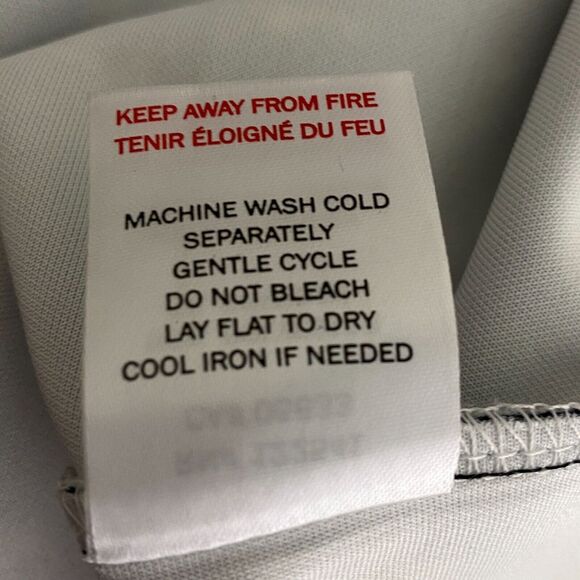 KEEP AWAY FROM FIRE
TENIR ÉLOIGNÉ DU FEU
MACHINE WASH COLD
SEPARATELY
GENTLE CYCLE
DO NOT BLEACH
LAY FLAT TO DRY
COOL IRON IF NEEDED